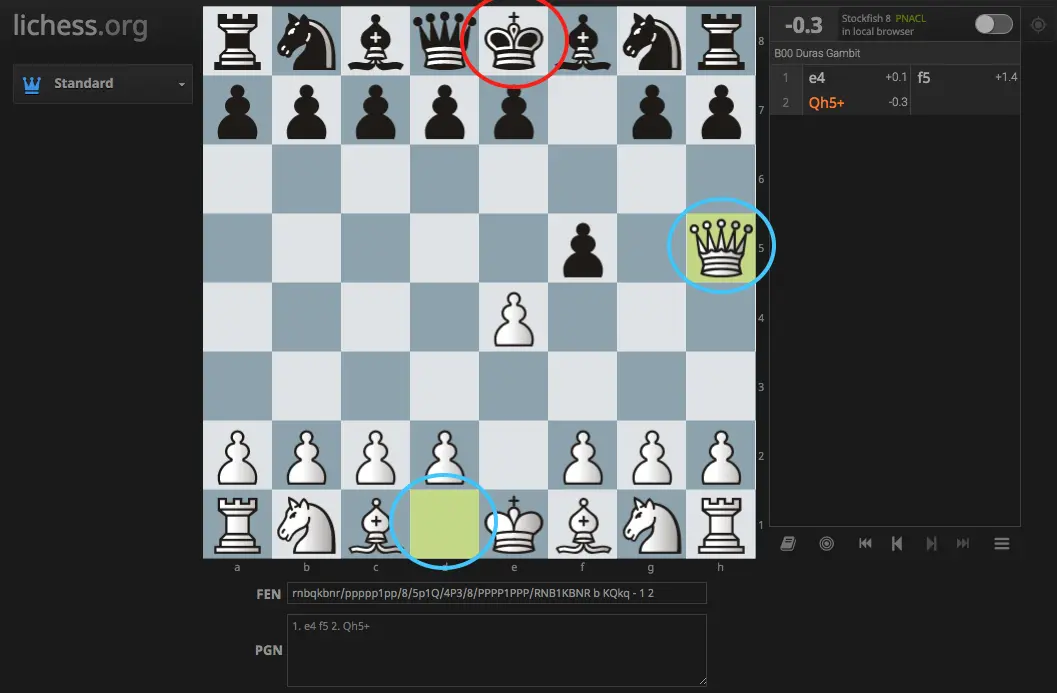 lichess.org
Standard
-0.3
Stockfish 8 PNACL
in local browser
B00 Duras Gambit
1 e4 +0.1 f5 +1.4
2 Qh5+ -0.3
8
7
6
5
4
3
2
1
a b c d e f g h
FEN rnbqkbnr/ppppp1pp/8/5p1Q/4P3/8/PPPP1PPP/RNB1KBNR b KQkq - 1 2
PGN 1. e4 f5 2. Qh5+